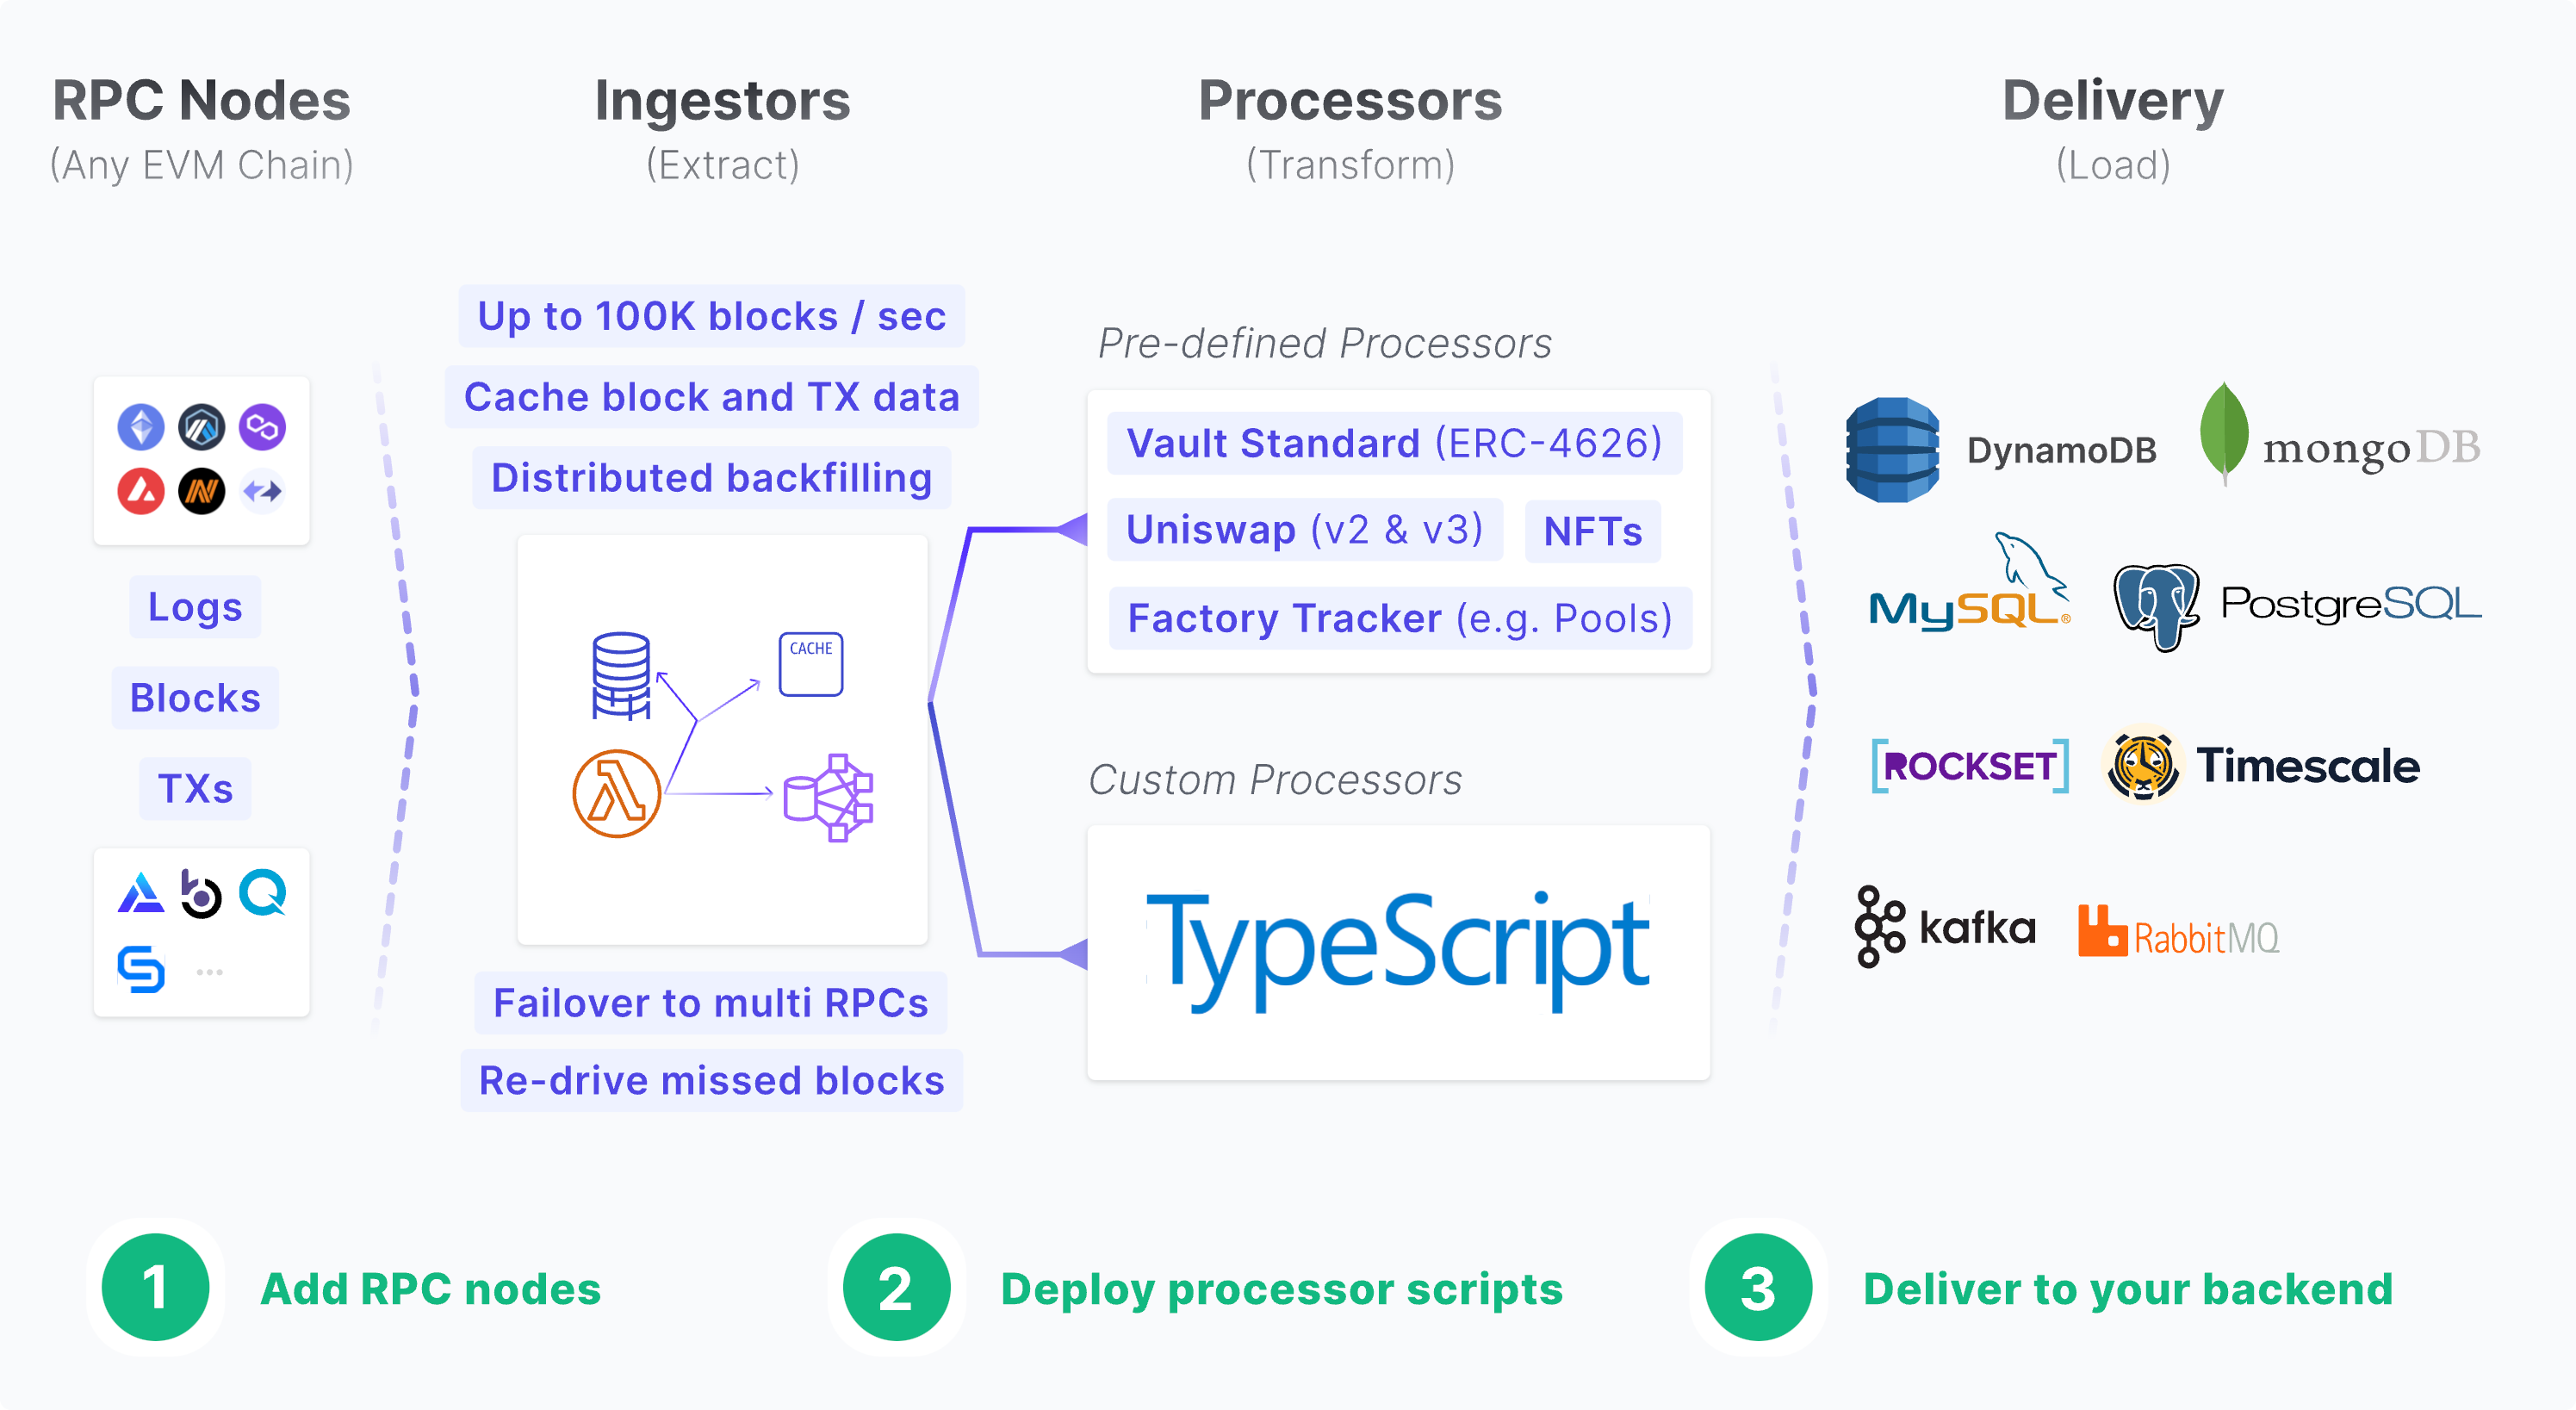 RPC Nodes
(Any EVM Chain)
Logs
Blocks
TXs
...
Ingestors
(Extract)
Up to 100K blocks / sec
Cache block and TX data
Distributed backfilling
CACHE
Failover to multi RPCs
Re-drive missed blocks
Processors
(Transform)
Pre-defined Processors
Vault Standard (ERC-4626)
Uniswap (v2 & v3) NFTs
Factory Tracker (e.g. Pools)
Custom Processors
TypeScript
Delivery
(Load)
DynamoDB mongoDB
MySQL® PostgreSQL
[ROCKSET] Timescale
kafka RabbitMQ
1 Add RPC nodes
2 Deploy processor scripts
3 Deliver to your backend